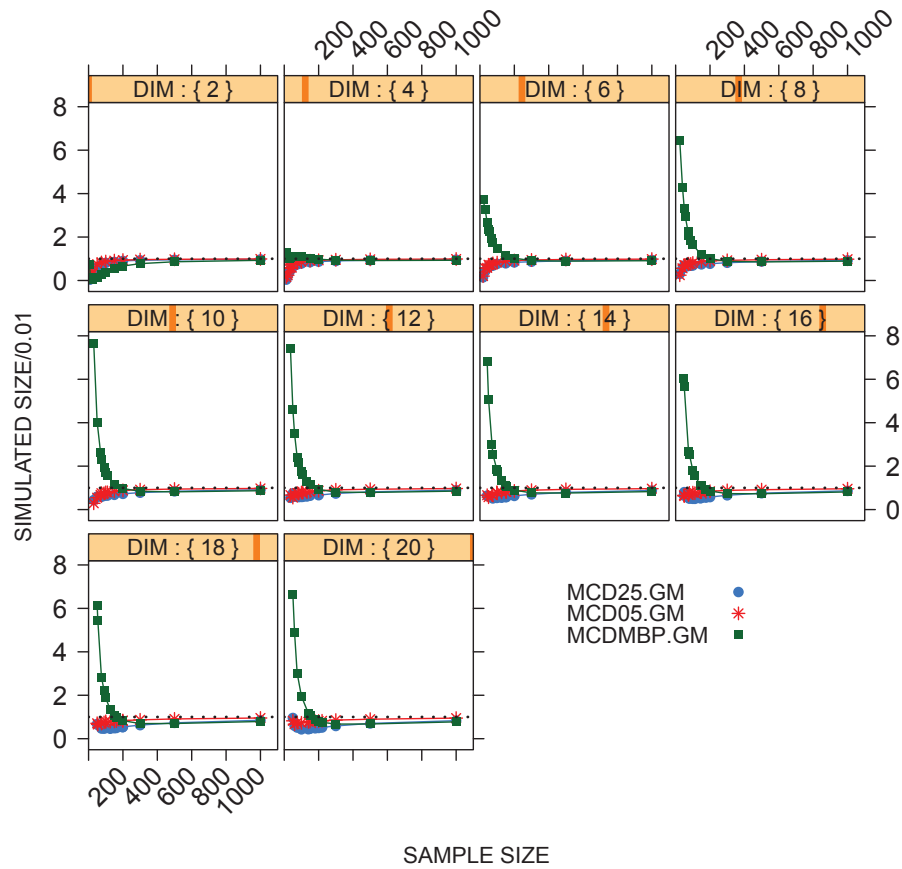 200 400 600 800 1000 200 400 600 800 1000
DIM : { 2 } DIM : { 4 } DIM : { 6 } DIM : { 8 }
8
6
4
2
0
DIM : { 10 } DIM : { 12 } DIM : { 14 } DIM : { 16 }
8
6
4
2
0
DIM : { 18 } DIM : { 20 }
8
6
4
2
0
200 400 600 800 1000
SIMULATED SIZE/0.01
MCD25.GM
MCD05.GM
MCDMBP.GM
SAMPLE SIZE